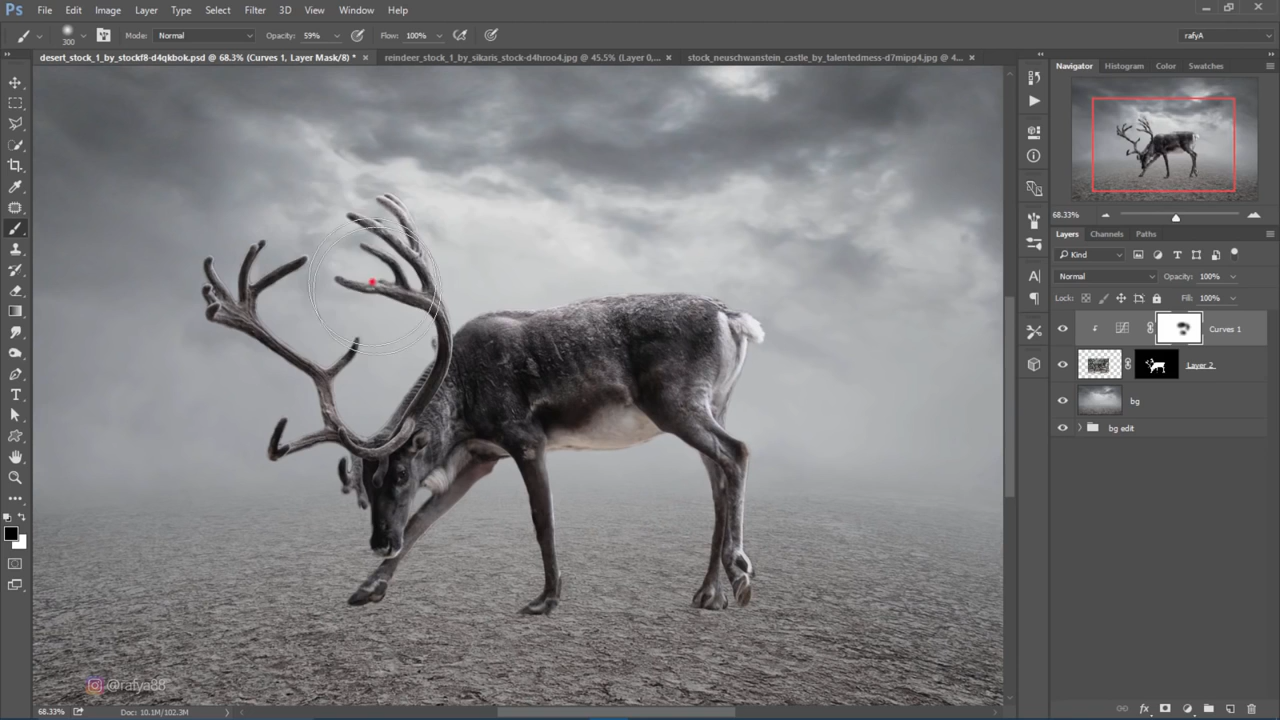 Ps File Edit Image Layer Type Select Filter 3D View Window Help
300 Mode: Normal Opacity: 59% Flow: 100% rafyA
desert_stock_1_by_stockf8-d4qkbok.psd @ 68.3% (Curves 1, Layer Mask/8) * × reindeer_stock_1_by_sikaris_stock-d4hroo4.jpg @ 45.5% (Layer 0,... × stock_neuschwanstein_castle_by_talentedmess-d7mipg4.jpg @ 4... ×
Navigator Histogram Color Swatches
68.33%
Layers Channels Paths
Kind
Normal Opacity: 100%
Lock: Fill: 100%
Curves 1
Layer 2
bg
bg edit
@rafya88
68.33% Doc: 10.1M/102.3M